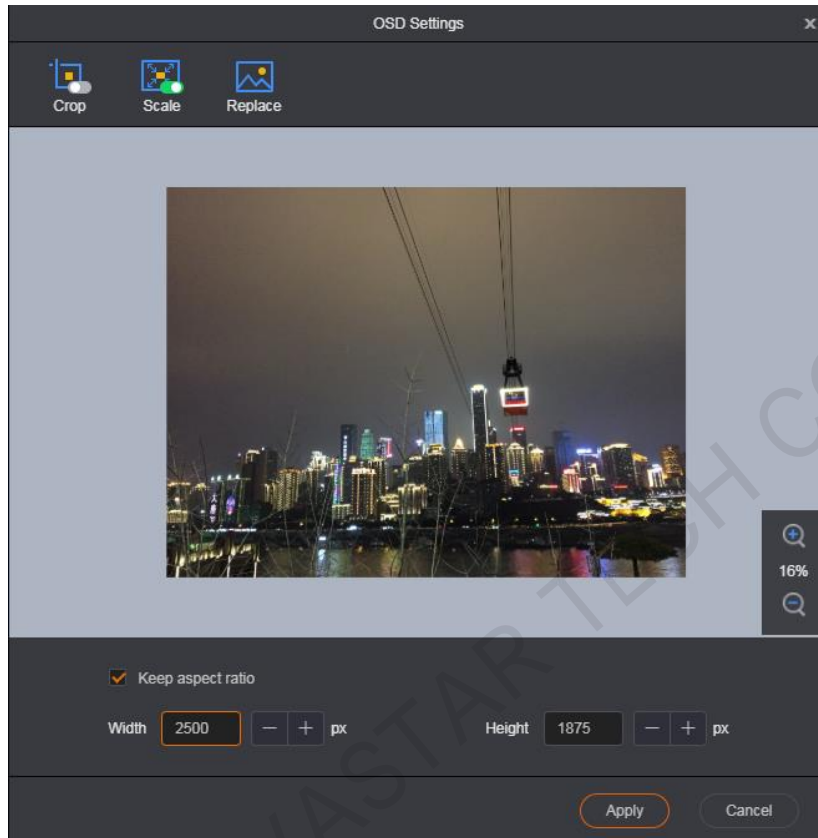 OSD Settings
x
Crop
Scale
Replace
16%
Keep aspect ratio
Width 2500 px
Height 1875 px
Apply
Cancel